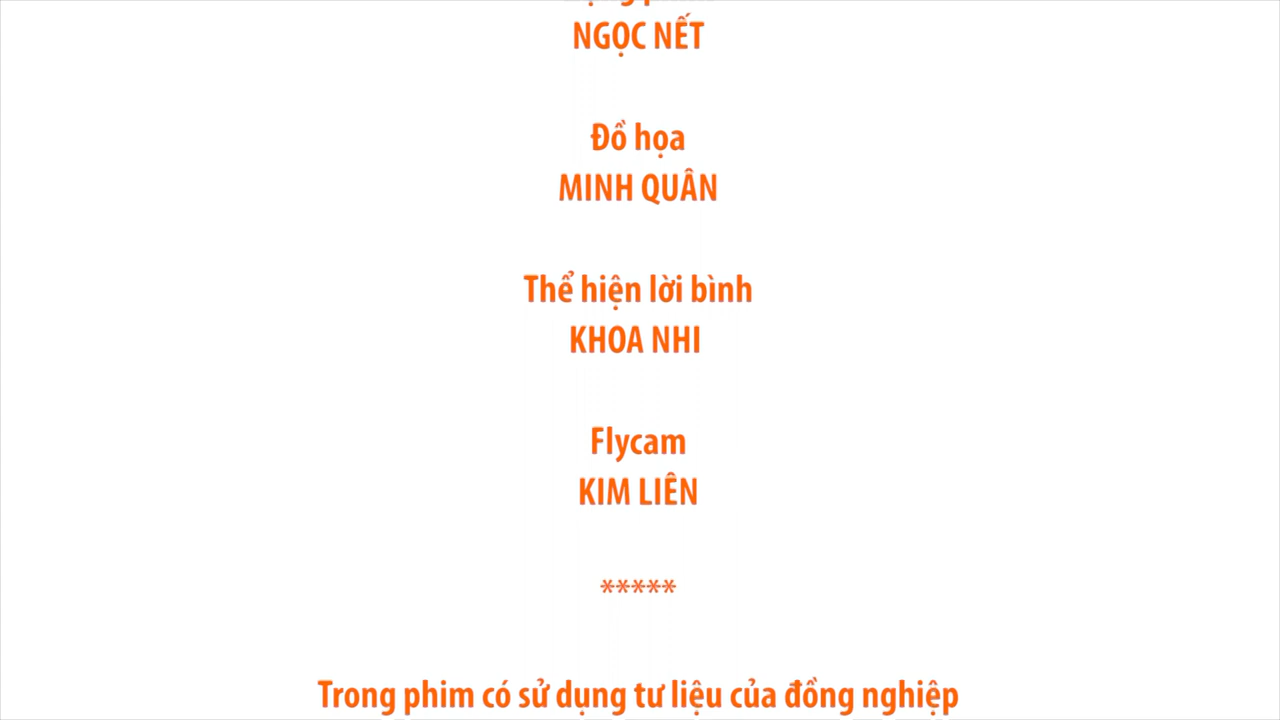 NGỌC NẾT
Đồ họa
MINH QUÂN
Thể hiện lời bình
KHOA NHI
Flycam
KIM LIÊN
*****
Trong phim có sử dụng tư liệu của đồng nghiệp